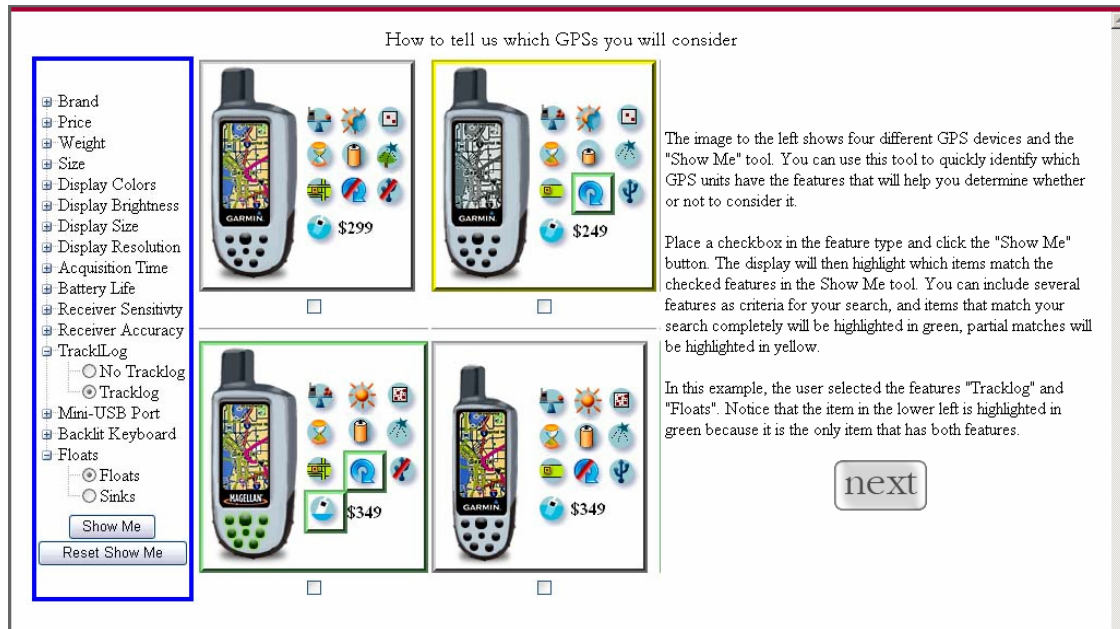 How to tell us which GPSs you will consider
Brand
Price
Weight
Size
Display Colors
Display Brightness
Display Size
Display Resolution
Acquisition Time
Battery Life
Receiver Sensitivty
Receiver Accuracy
TracklLog
No Tracklog
Tracklog
Mini-USB Port
Backlit Keyboard
Floats
Floats
Sinks
Show Me
Reset Show Me
GARMIN
$299
GARMIN
$249
MAGELLAN
$349
GARMIN
$349
The image to the left shows four different GPS devices and the
"Show Me" tool. You can use this tool to quickly identify which
GPS units have the features that will help you determine whether
or not to consider it.
Place a checkbox in the feature type and click the "Show Me"
button. The display will then highlight which items match the
checked features in the Show Me tool. You can include several
features as criteria for your search, and items that match your
search completely will be highlighted in green, partial matches will
be highlighted in yellow.
In this example, the user selected the features "Tracklog" and
"Floats". Notice that the item in the lower left is highlighted in
green because it is the only item that has both features.
next